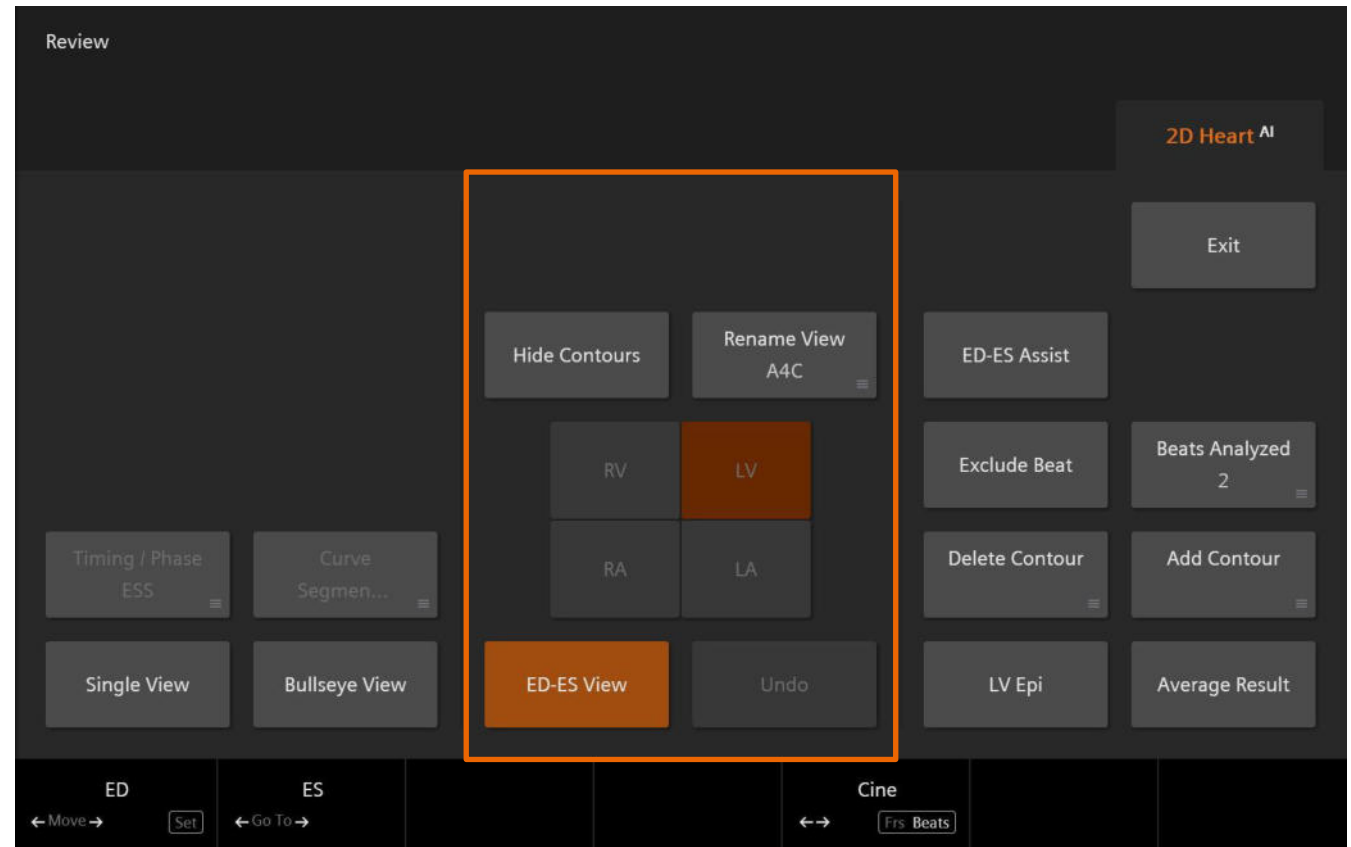 Review
2D Heart AI
Exit
Hide Contours
Rename View
A4C
ED-ES Assist
RV
LV
Exclude Beat
Beats Analyzed
2
Timing / Phase
ESS
Curve
Segmen...
RA
LA
Delete Contour
Add Contour
Single View
Bullseye View
ED-ES View
Undo
LV Epi
Average Result
ED
ES
Cine
←Move→ Set
←Go To→
←→ Frs Beats